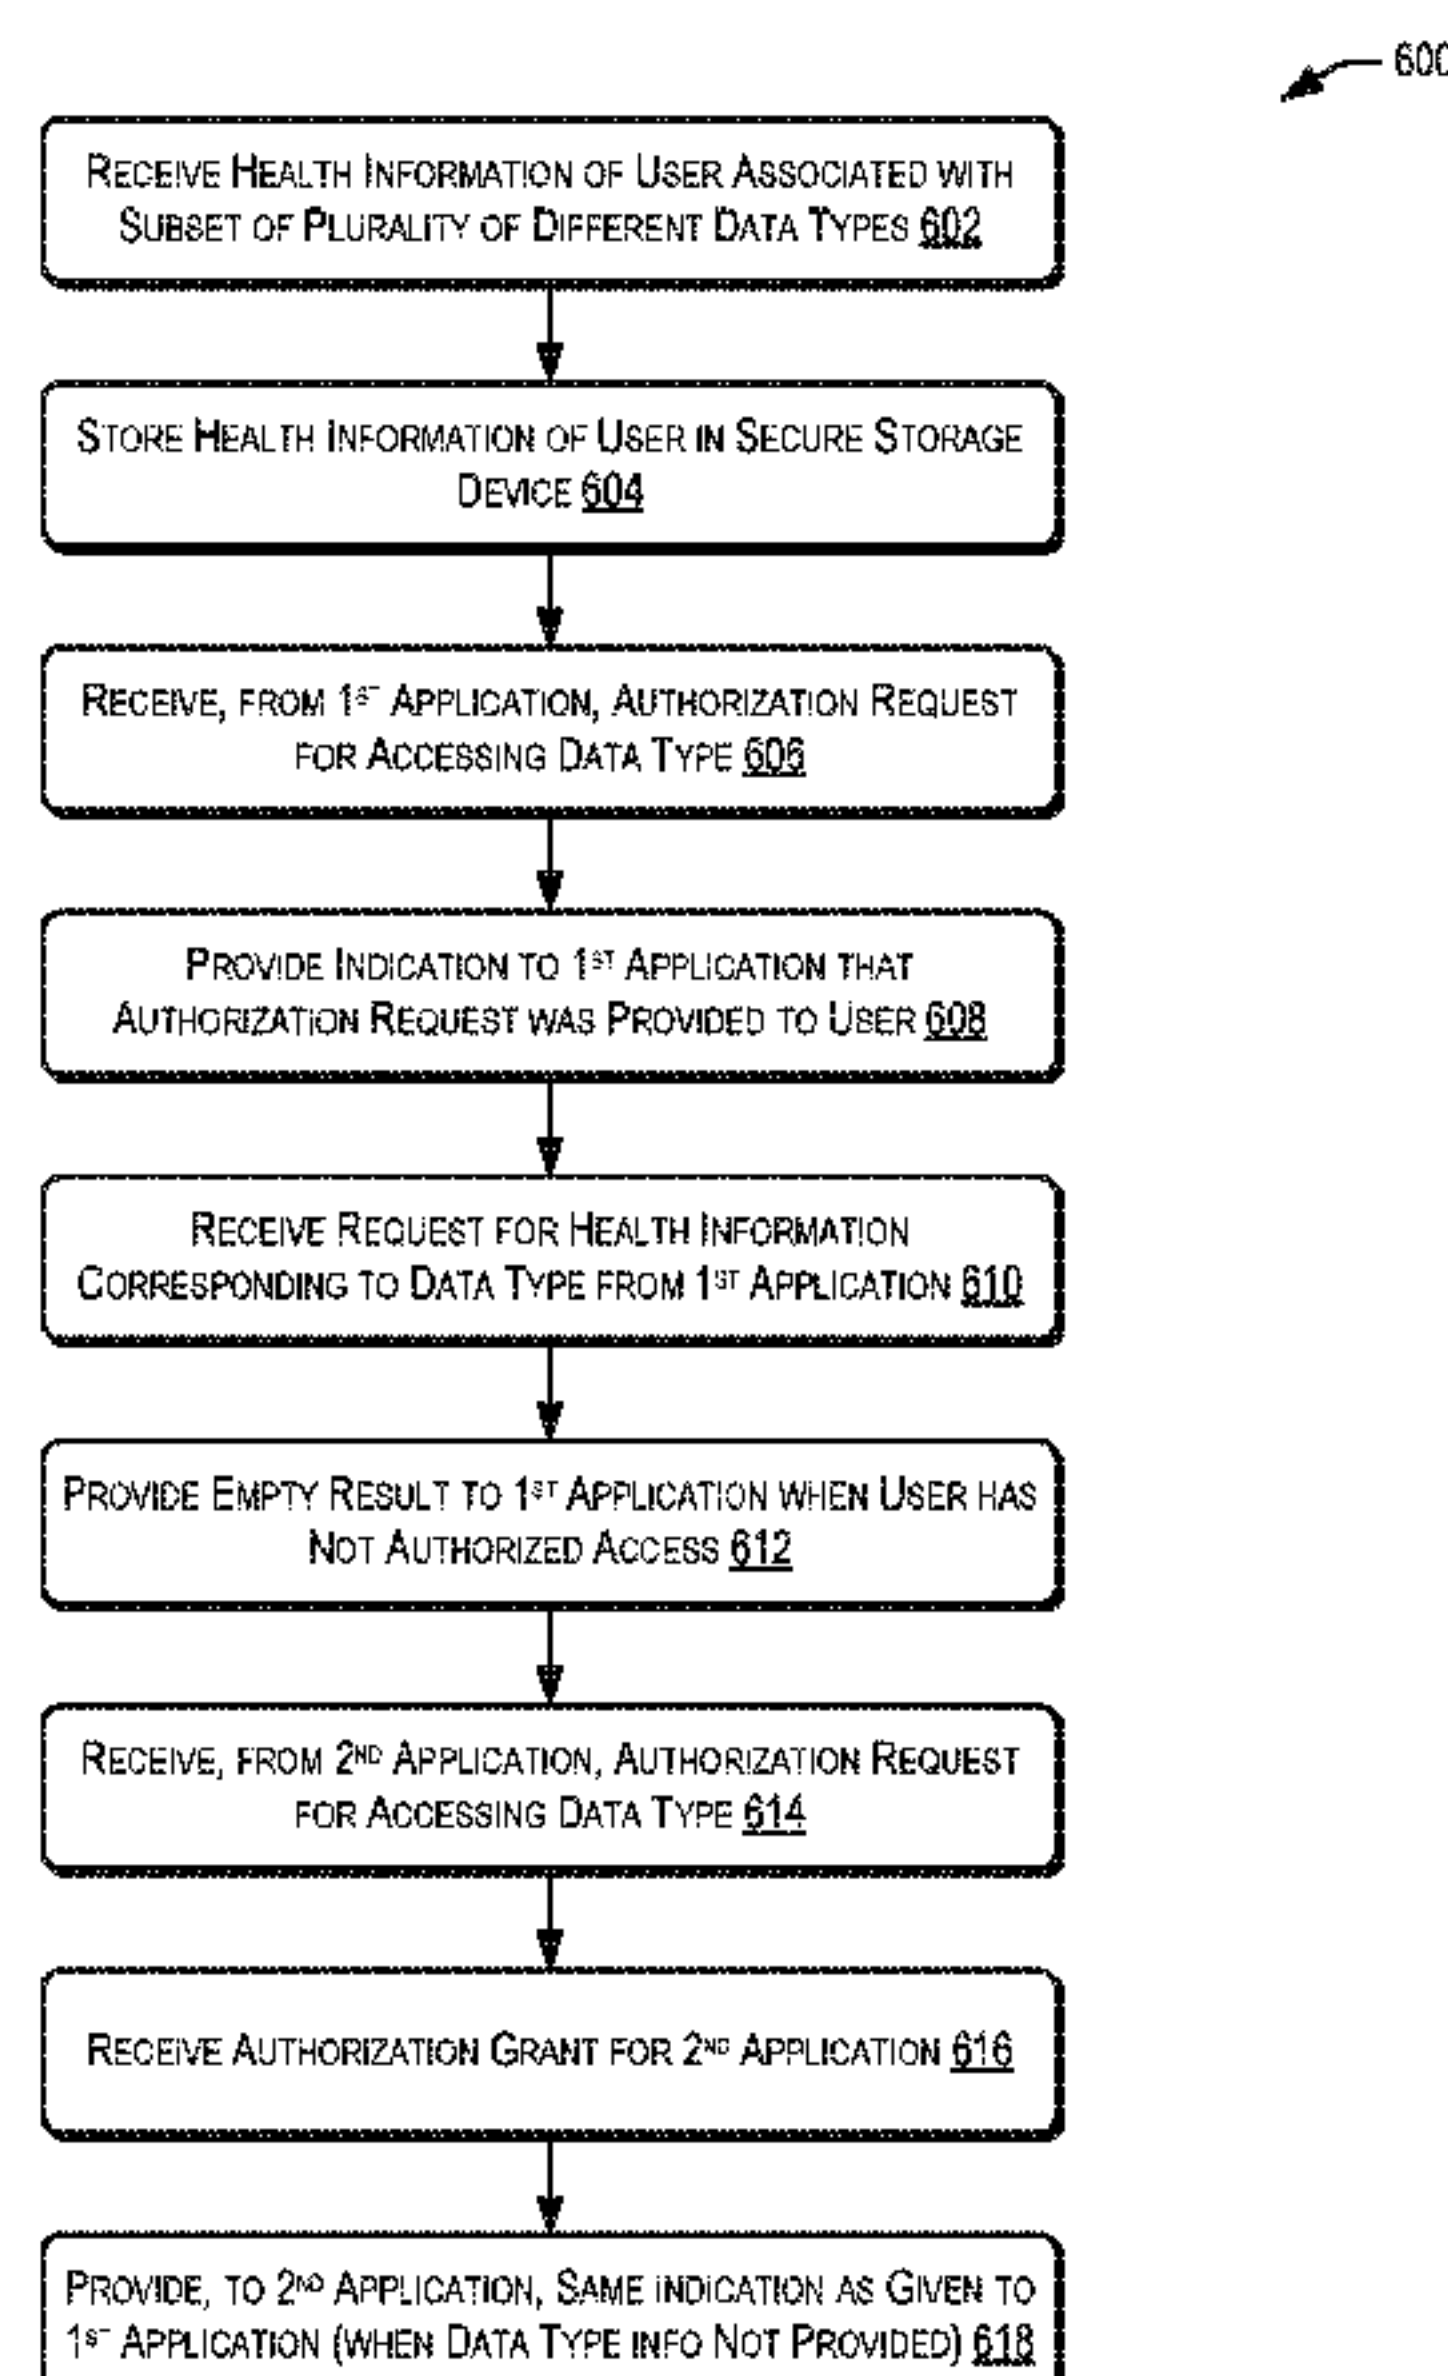 600
RECEIVE HEALTH INFORMATION OF USER ASSOCIATED WITH
SUBSET OF PLURALITY OF DIFFERENT DATA TYPES 602
STORE HEALTH INFORMATION OF USER IN SECURE STORAGE
DEVICE 604
RECEIVE, FROM 1ST APPLICATION, AUTHORIZATION REQUEST
FOR ACCESSING DATA TYPE 606
PROVIDE INDICATION TO 1ST APPLICATION THAT
AUTHORIZATION REQUEST WAS PROVIDED TO USER 608
RECEIVE REQUEST FOR HEALTH INFORMATION
CORRESPONDING TO DATA TYPE FROM 1ST APPLICATION 610
PROVIDE EMPTY RESULT TO 1ST APPLICATION WHEN USER HAS
NOT AUTHORIZED ACCESS 612
RECEIVE, FROM 2ND APPLICATION, AUTHORIZATION REQUEST
FOR ACCESSING DATA TYPE 614
RECEIVE AUTHORIZATION GRANT FOR 2ND APPLICATION 616
PROVIDE, TO 2ND APPLICATION, SAME INDICATION AS GIVEN TO
1ST APPLICATION (WHEN DATA TYPE INFO NOT PROVIDED) 618